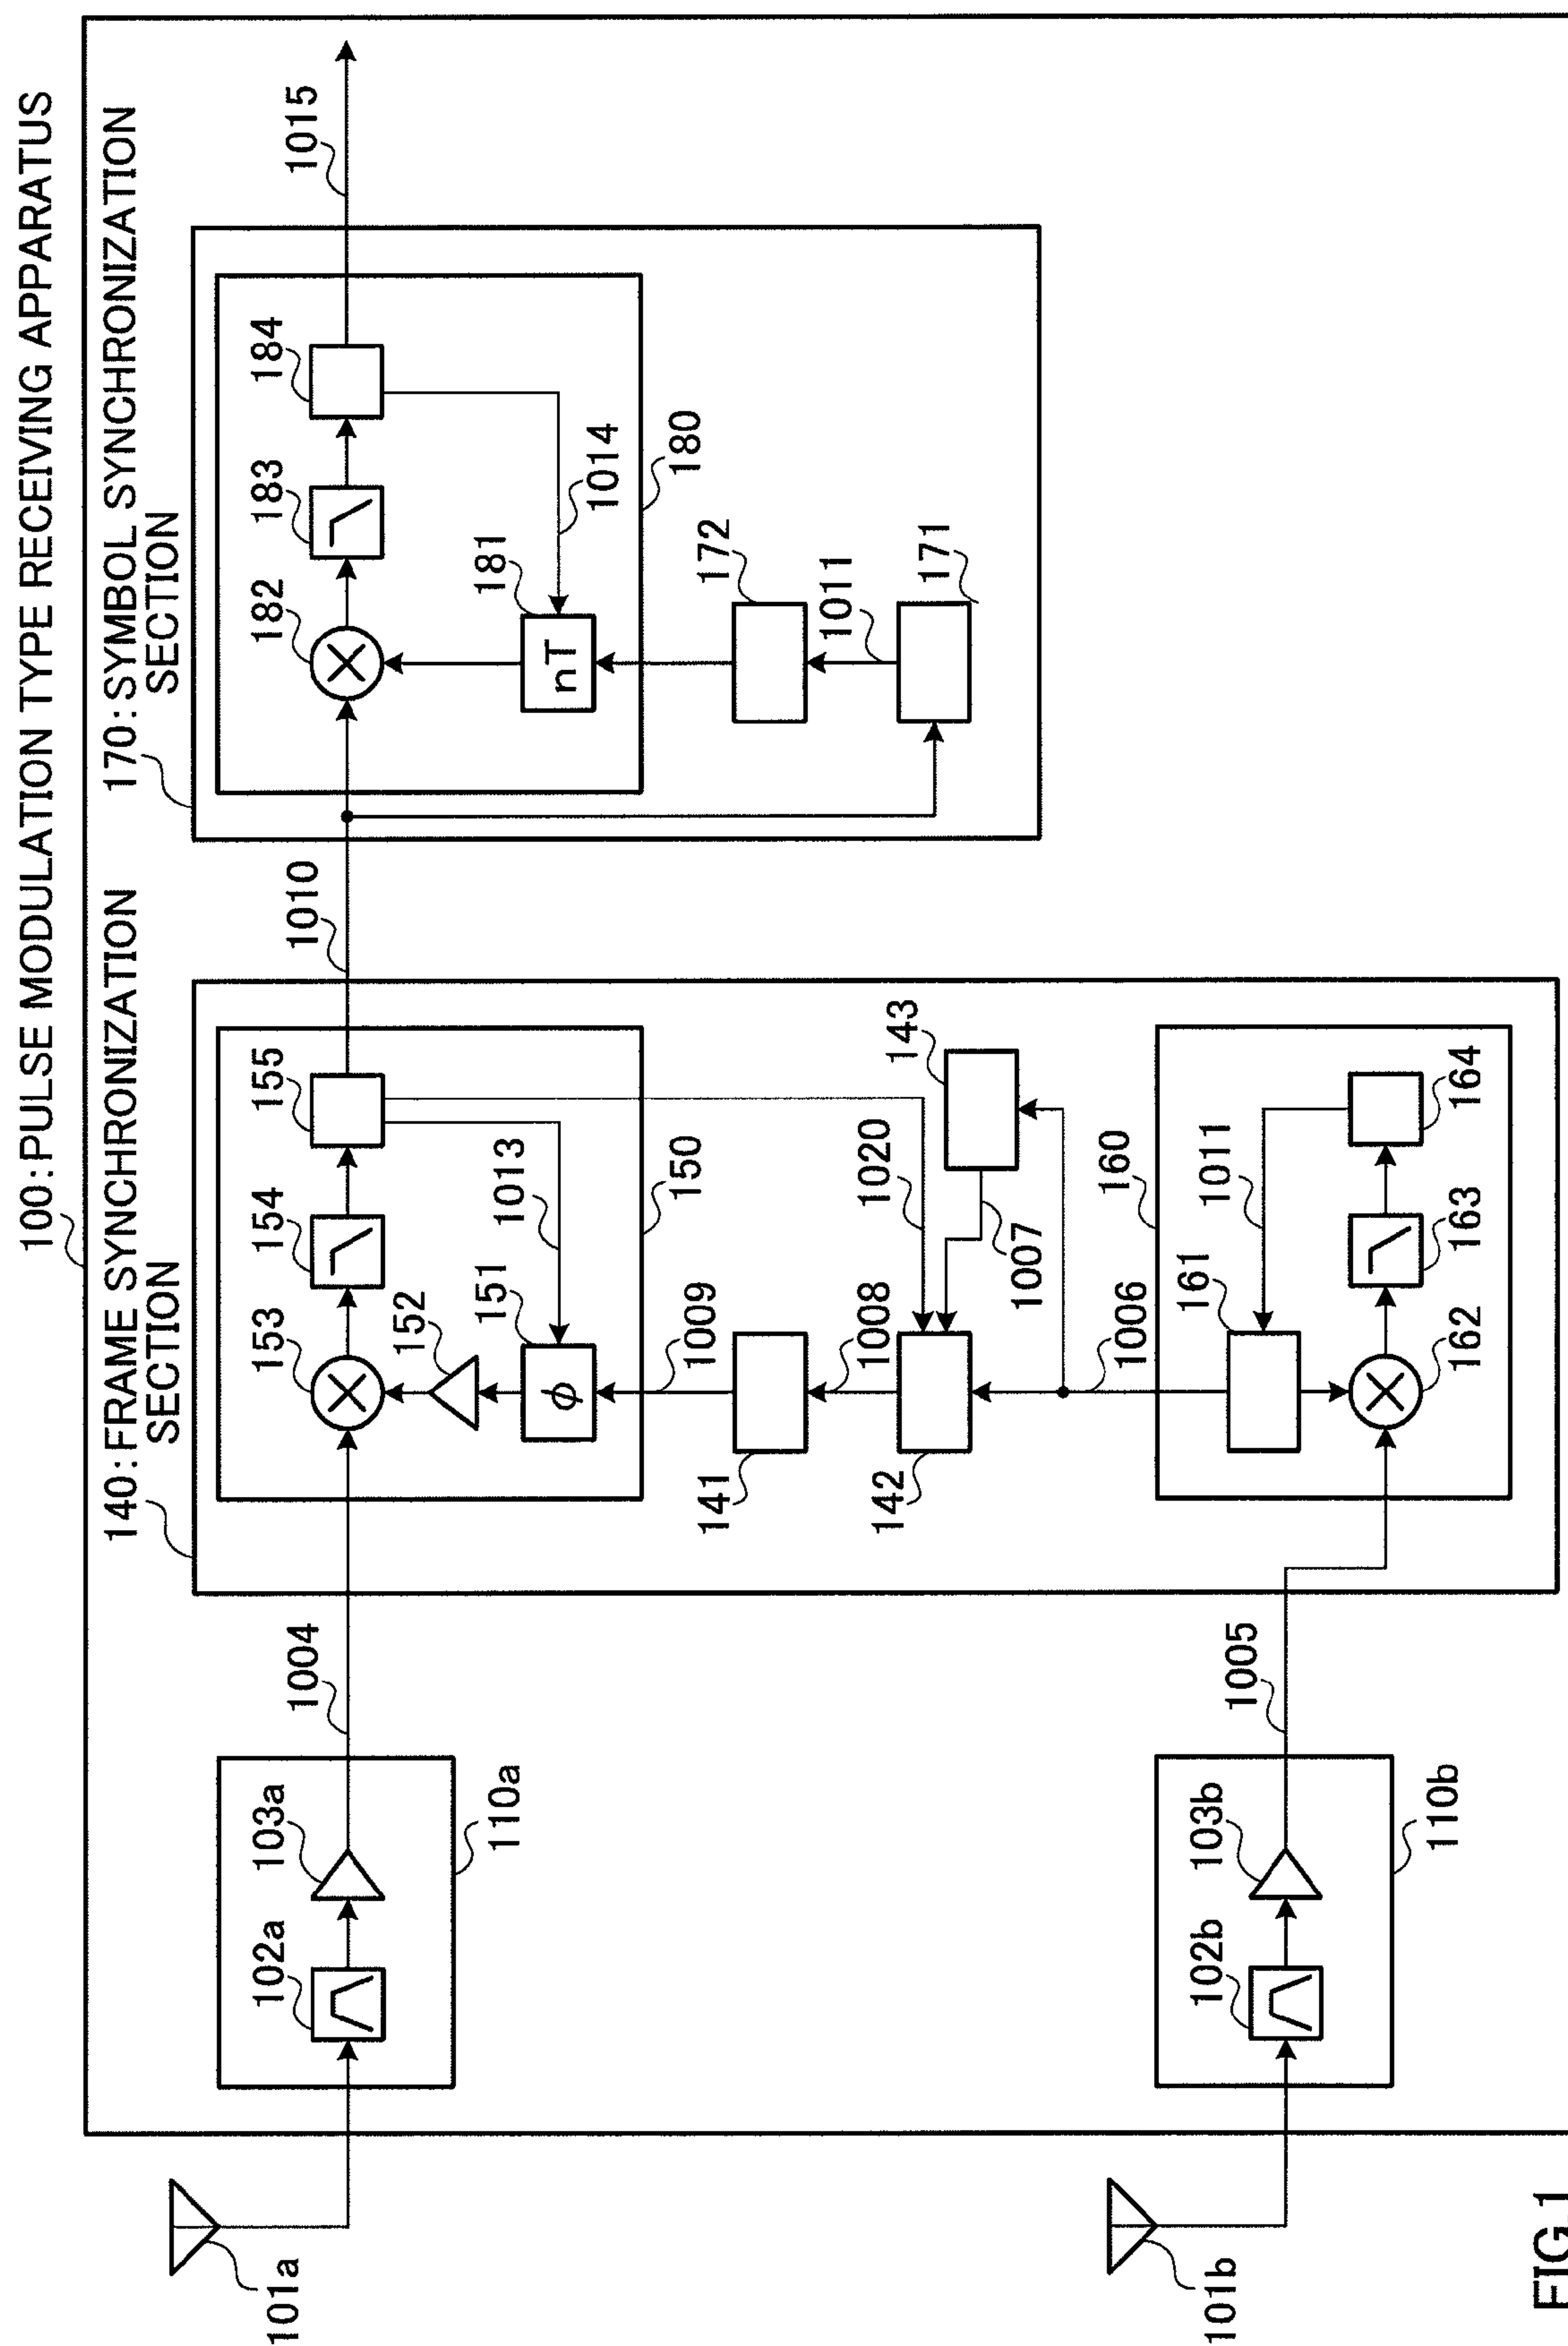 100:PULSE MODULATION TYPE RECEIVING APPARATUS
140:FRAME SYNCHRONIZATION
SECTION
170:SYMBOL SYNCHRONIZATION
SECTION
101a
102a
103a
110a
1004
153
154
155
152
151
ϕ
1013
150
1010
182
183
184
1015
181
nT
1014
180
1009
141
1008
142
1020
1007
143
1006
172
1011
171
160
161
1011
162
163
164
101b
102b
103b
110b
1005
FIG.1